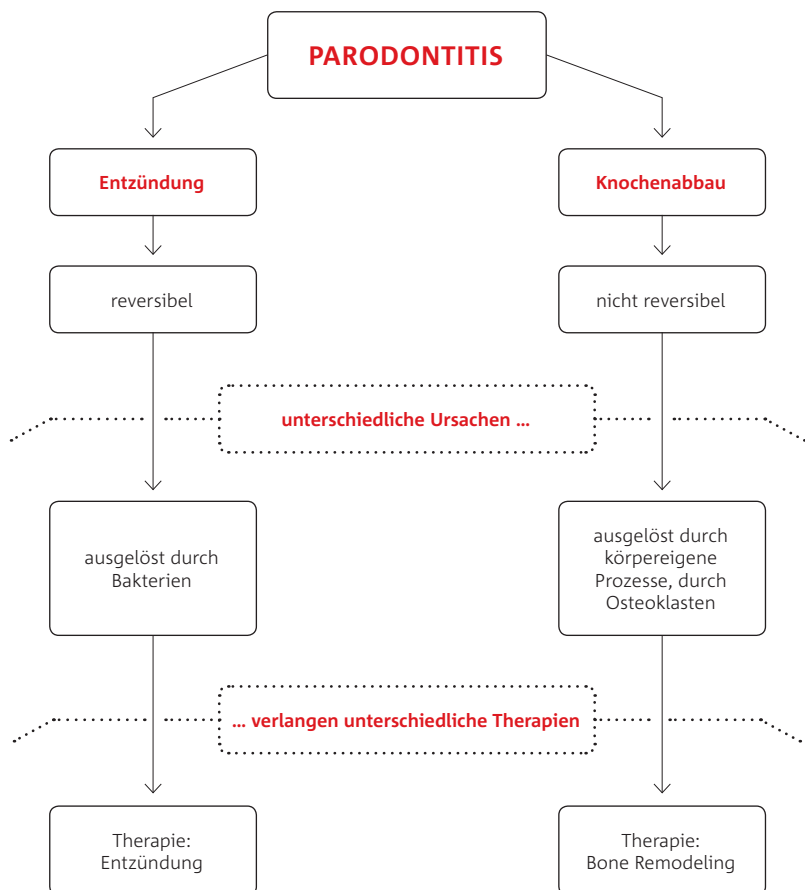 PARODONTITIS
Entzündung
Knochenabbau
reversibel
nicht reversibel
unterschiedliche Ursachen ...
ausgelöst durch
Bakterien
ausgelöst durch
körpereigene
Prozesse, durch
Osteoklasten
... verlangen unterschiedliche Therapien
Therapie:
Entzündung
Therapie:
Bone Remodeling